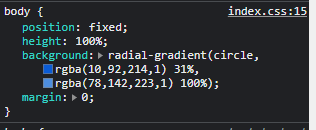 body {
index.css:15
position: fixed;
height: 100%;
background: radial-gradient(circle,
rgba(10,92,214,1) 31%,
rgba(78,142,223,1) 100%);
margin: 0;
}